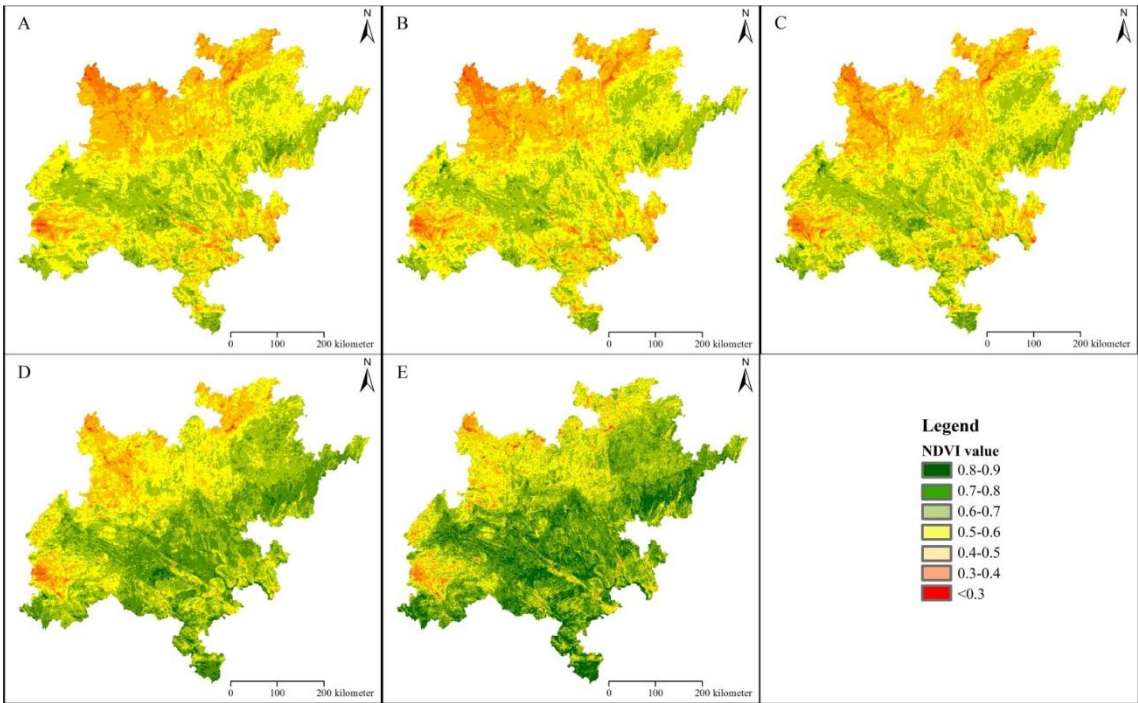 A
N
0 100 200 kilometer
B
N
0 100 200 kilometer
C
N
0 100 200 kilometer
D
N
0 100 200 kilometer
E
N
0 100 200 kilometer
Legend
NDVI value
0.8-0.9
0.7-0.8
0.6-0.7
0.5-0.6
0.4-0.5
0.3-0.4
<0.3